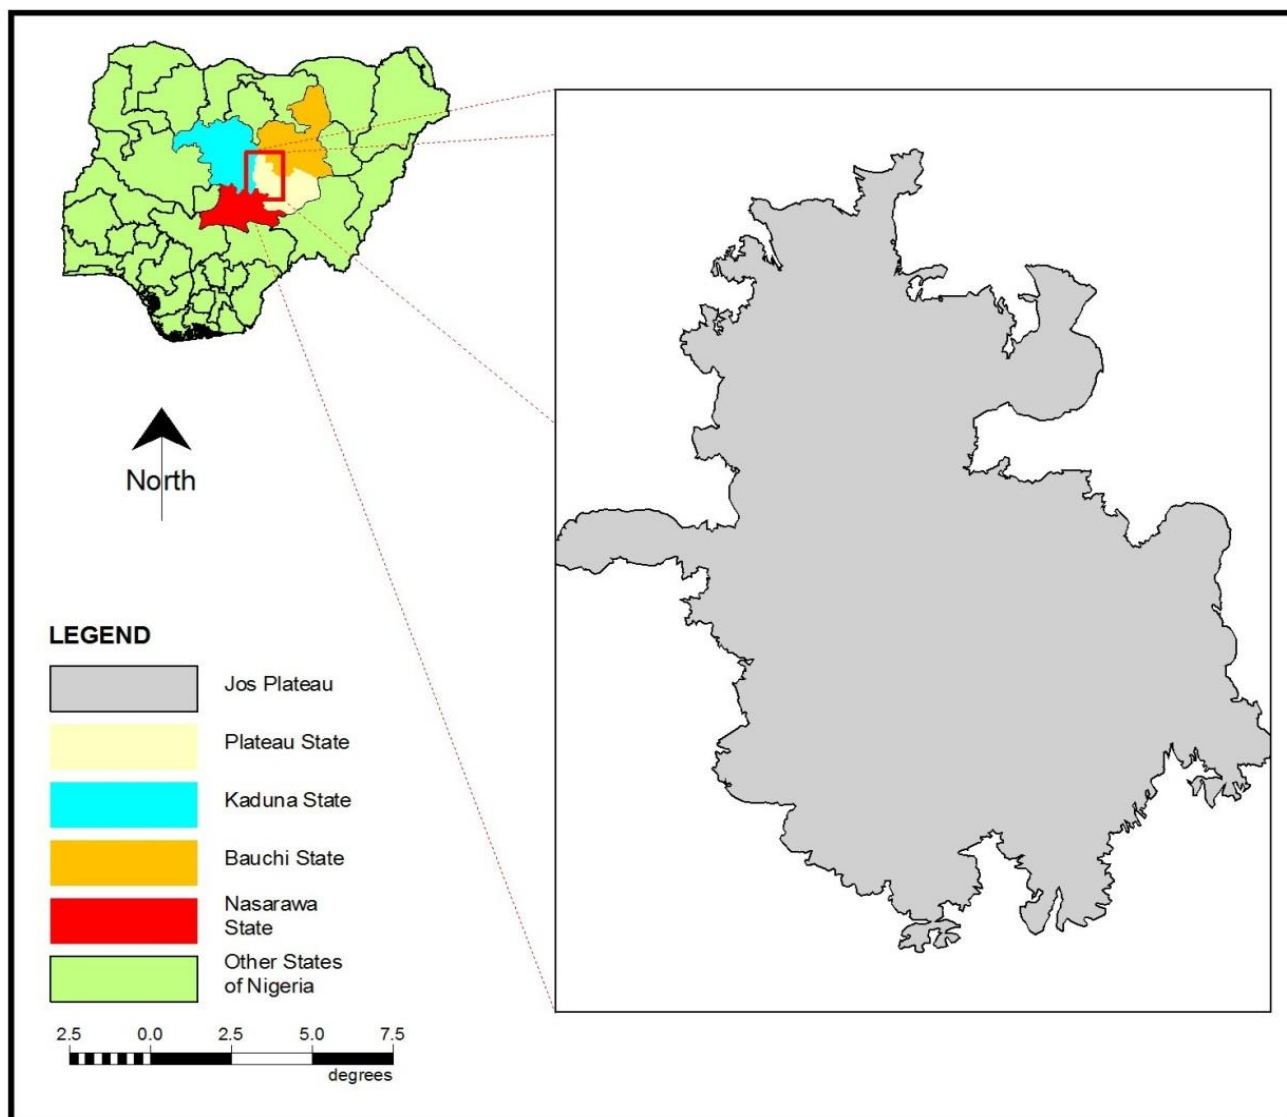 North
LEGEND
Jos Plateau
Plateau State
Kaduna State
Bauchi State
Nasarawa
State
Other States
of Nigeria
2.5 0.0 2.5 5.0 7.5
degrees